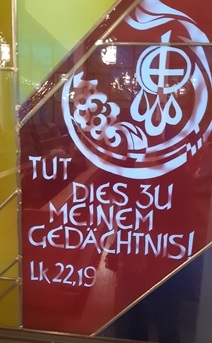 TUT
DIES ZU
MEINEM
GEDÄCHTNIS!
Lk 22,19